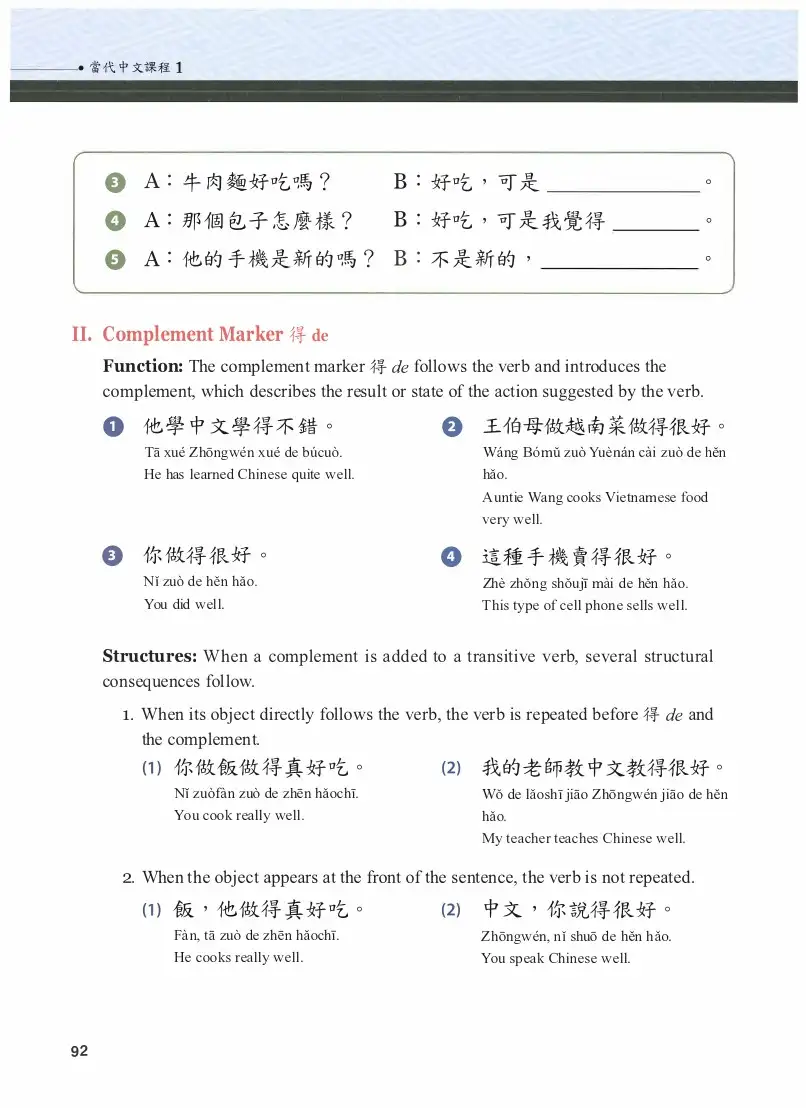 • 當代中文課程 1
3 A：牛肉麵好吃嗎？ B：好吃，可是 ______________。
4 A：那個包子怎麼樣？ B：好吃，可是我覺得 ________。
5 A：他的手機是新的嗎？ B：不是新的，______________。
II. Complement Marker 得 de
Function: The complement marker 得 de follows the verb and introduces the
complement, which describes the result or state of the action suggested by the verb.
1 他學中文學得不錯。
Tā xué Zhōngwén xué de búcuò.
He has learned Chinese quite well.
2 王伯母做越南菜做得很好。
Wáng Bómǔ zuò Yuènán cài zuò de hěn
hǎo.
Auntie Wang cooks Vietnamese food
very well.
3 你做得很好。
Nǐ zuò de hěn hǎo.
You did well.
4 這種手機賣得很好。
Zhè zhǒng shǒujī mài de hěn hǎo.
This type of cell phone sells well.
Structures: When a complement is added to a transitive verb, several structural
consequences follow.
1. When its object directly follows the verb, the verb is repeated before 得 de and
the complement.
(1) 你做飯做得真好吃。
Nǐ zuòfàn zuò de zhēn hǎochī.
You cook really well.
(2) 我的老師教中文教得很好。
Wǒ de lǎoshī jiāo Zhōngwén jiāo de hěn
hǎo.
My teacher teaches Chinese well.
2. When the object appears at the front of the sentence, the verb is not repeated.
(1) 飯，他做得真好吃。
Fàn, tā zuò de zhēn hǎochī.
He cooks really well.
(2) 中文，你說得很好。
Zhōngwén, nǐ shuō de hěn hǎo.
You speak Chinese well.
92